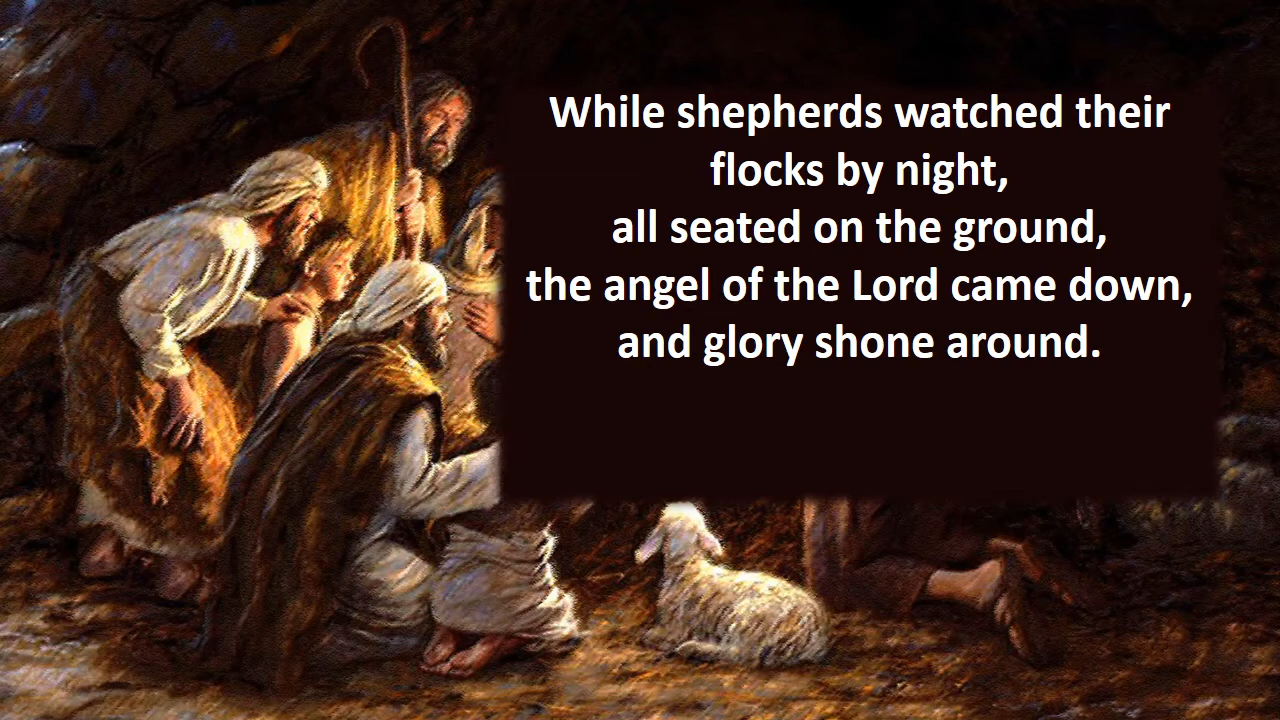 While shepherds watched their
flocks by night,
all seated on the ground,
the angel of the Lord came down,
and glory shone around.